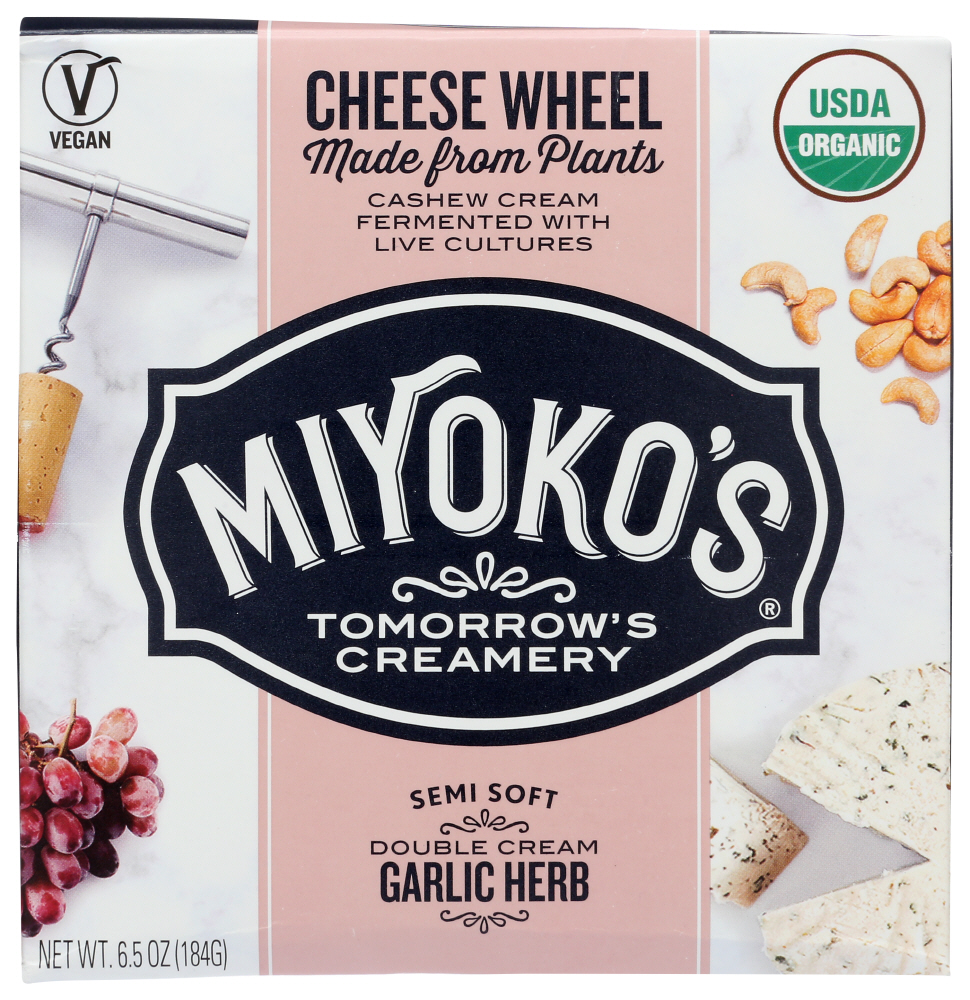 VEGAN
CHEESE WHEEL
Made from Plants
CASHEW CREAM
FERMENTED WITH
LIVE CULTURES
USDA
ORGANIC
MIYOKO'S
®
TOMORROW'S
CREAMERY
SEMI SOFT
DOUBLE CREAM
GARLIC HERB
NET WT. 6.5 OZ (184G)